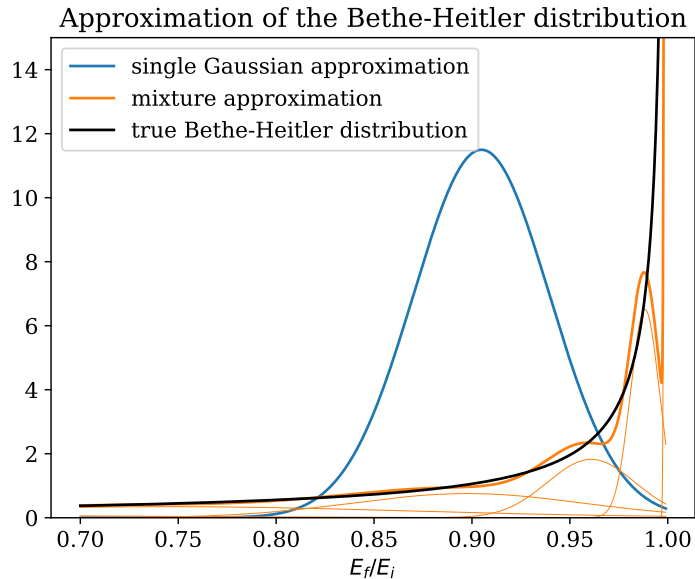 Approximation of the Bethe-Heitler distribution
single Gaussian approximation
mixture approximation
true Bethe-Heitler distribution
14
12
10
8
6
4
2
0
0.70 0.75 0.80 0.85 0.90 0.95 1.00
E_f/E_i